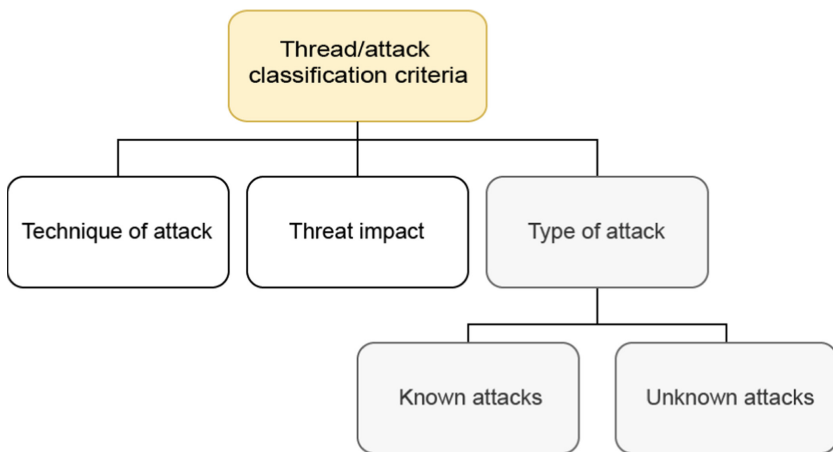 Thread/attack
classification criteria
Technique of attack
Threat impact
Type of attack
Known attacks
Unknown attacks